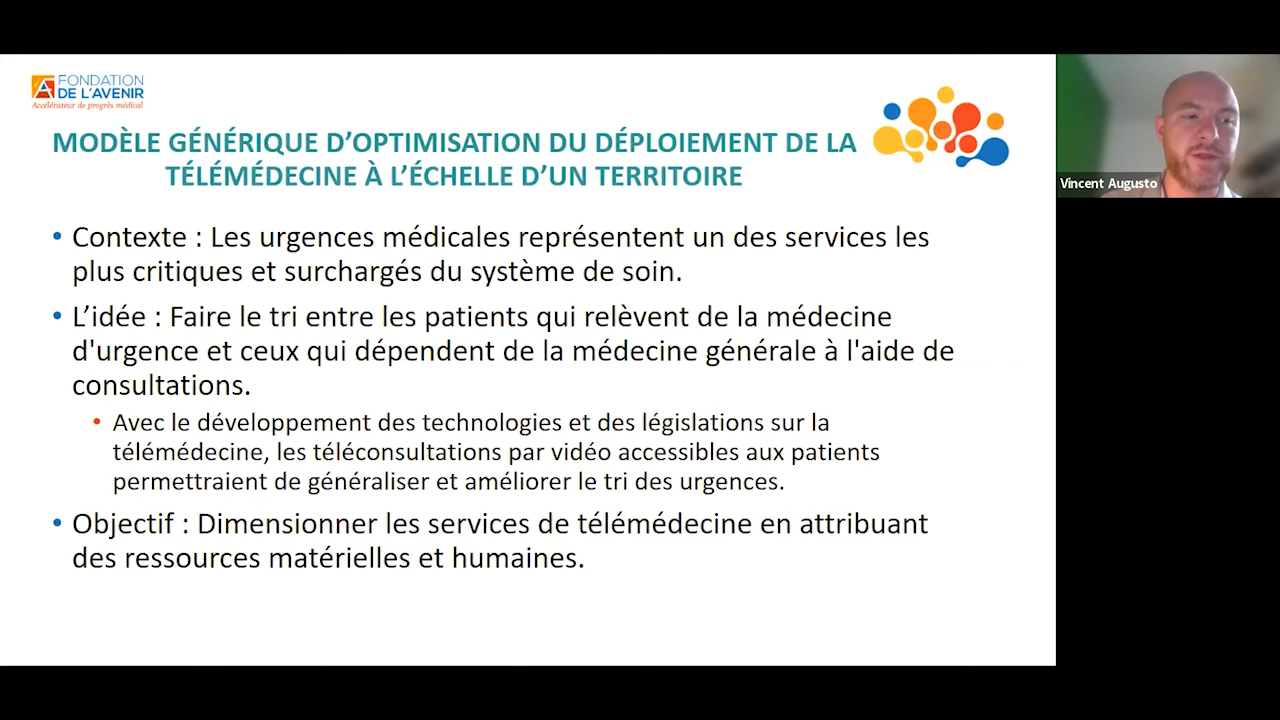 FONDATION
DE L'AVENIR
Accélérateur de progrès médical
MODÈLE GÉNÉRIQUE D’OPTIMISATION DU DÉPLOIEMENT DE LA
TÉLÉMÉDECINE À L’ÉCHELLE D’UN TERRITOIRE
• Contexte : Les urgences médicales représentent un des services les
plus critiques et surchargés du système de soin.
• L’idée : Faire le tri entre les patients qui relèvent de la médecine
d'urgence et ceux qui dépendent de la médecine générale à l'aide de
consultations.
• Avec le développement des technologies et des législations sur la
télémédecine, les téléconsultations par vidéo accessibles aux patients
permettraient de généraliser et améliorer le tri des urgences.
• Objectif : Dimensionner les services de télémédecine en attribuant
des ressources matérielles et humaines.
Vincent Augusto